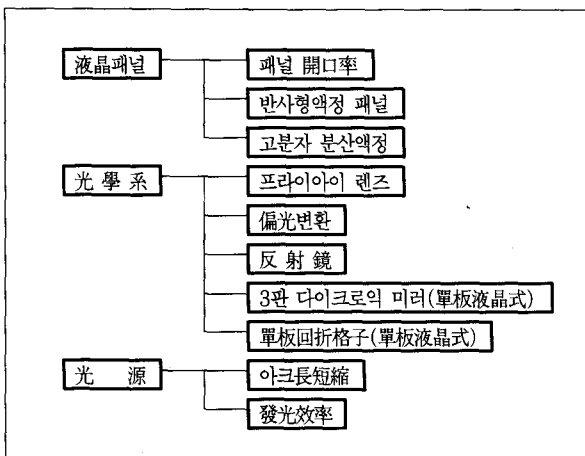 液晶패널
패널 開口率
반사형액정 패널
고분자 분산액정
光學系
프라이아이 렌즈
偏光변환
反射鏡
3판 다이크로익 미러(單板液晶式)
單板回折格子(單板液晶式)
光源
아크長短縮
發光效率